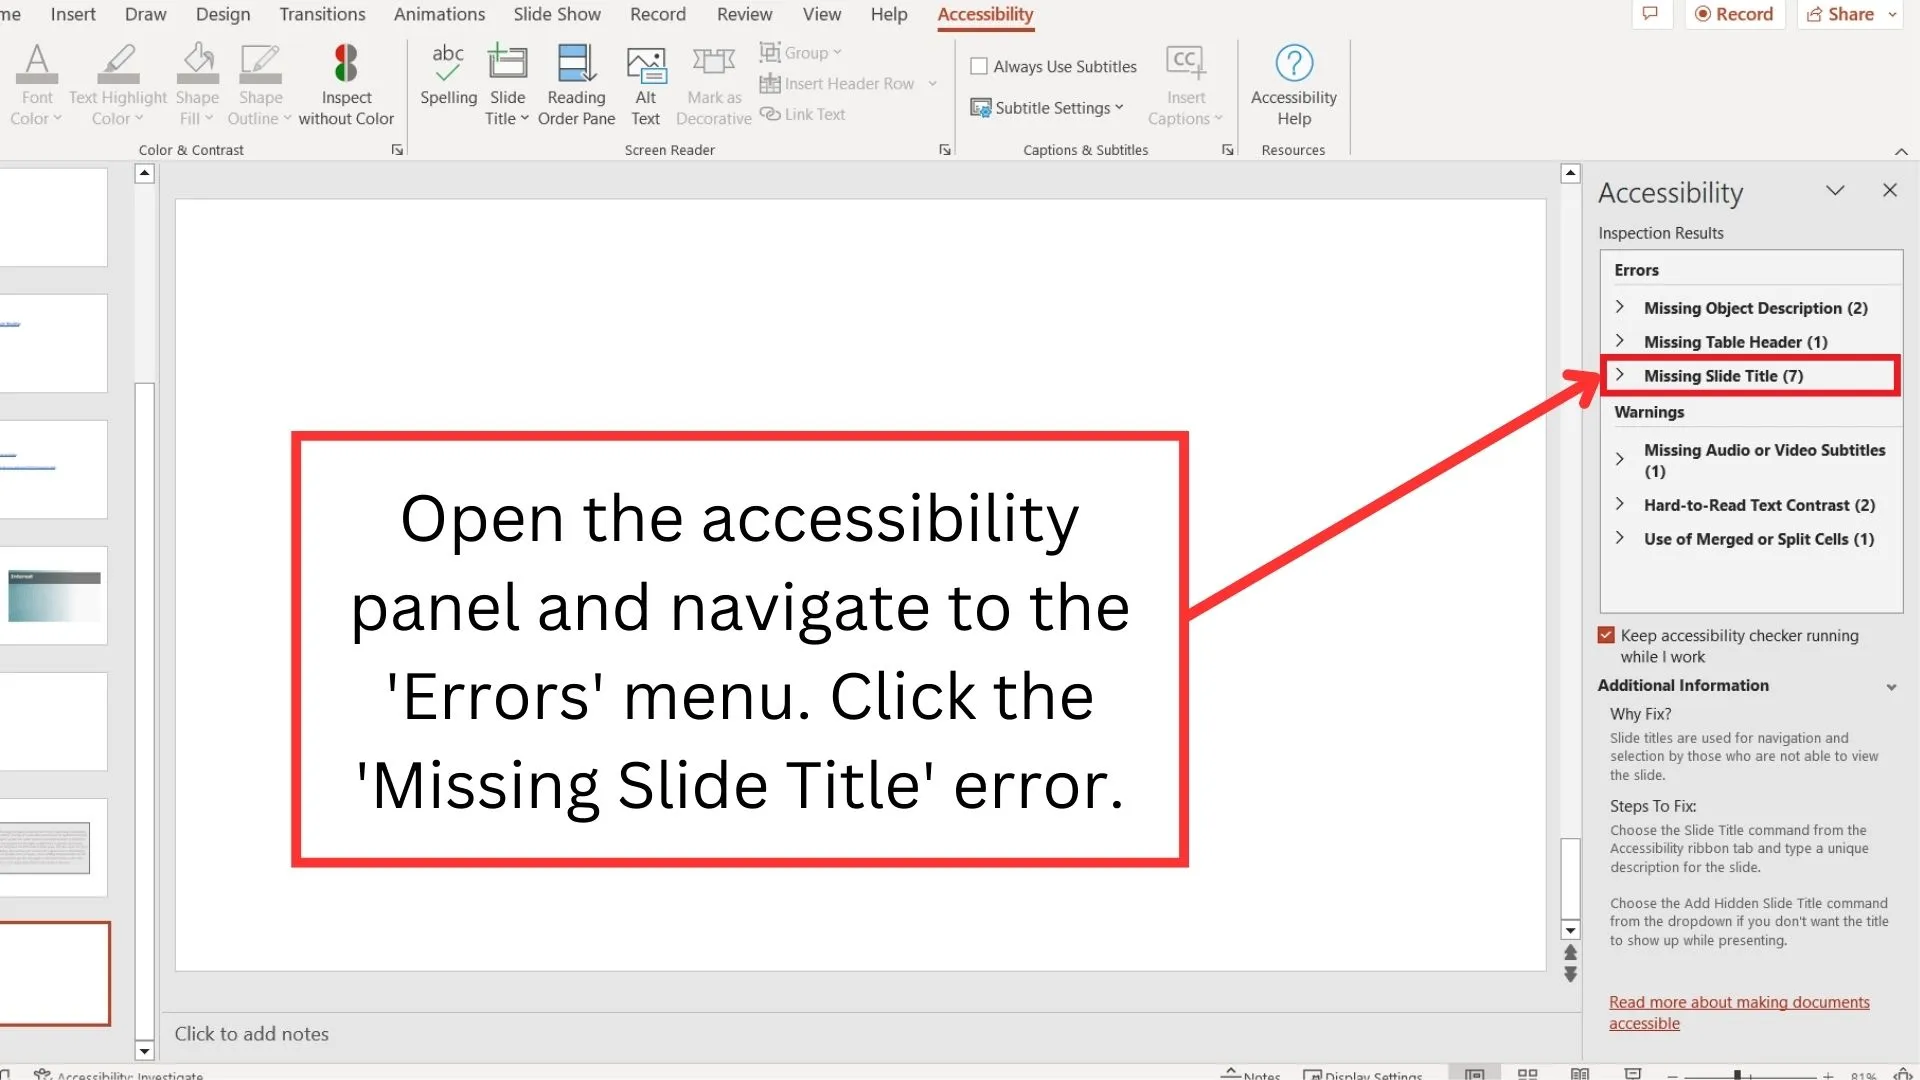 me Insert Draw Design Transitions Animations Slide Show Record Review View Help Accessibility Record Share
Font Color
Text Highlight Color
Shape Fill
Shape Outline
Inspect without Color
abc
Spelling
Slide Title
Reading Order Pane
Alt Text
Mark as Decorative
Group
Insert Header Row
Link Text
Always Use Subtitles
Subtitle Settings
CC
Insert Captions
?
Accessibility Help
Color & Contrast
Screen Reader
Captions & Subtitles
Resources
Internet
Open the accessibility
panel and navigate to the
'Errors' menu. Click the
'Missing Slide Title' error.
Click to add notes
Accessibility
Inspection Results
Errors
Missing Object Description (2)
Missing Table Header (1)
Missing Slide Title (7)
Warnings
Missing Audio or Video Subtitles
(1)
Hard-to-Read Text Contrast (2)
Use of Merged or Split Cells (1)
Keep accessibility checker running
while I work
Additional Information
Why Fix?
Slide titles are used for navigation and
selection by those who are not able to view
the slide.
Steps To Fix:
Choose the Slide Title command from the
Accessibility ribbon tab and type a unique
description for the slide.
Choose the Add Hidden Slide Title command
from the dropdown if you don't want the title
to show up while presenting.
Read more about making documents
accessible
Accessibility: Investigate
Notes
Display Settings
81%